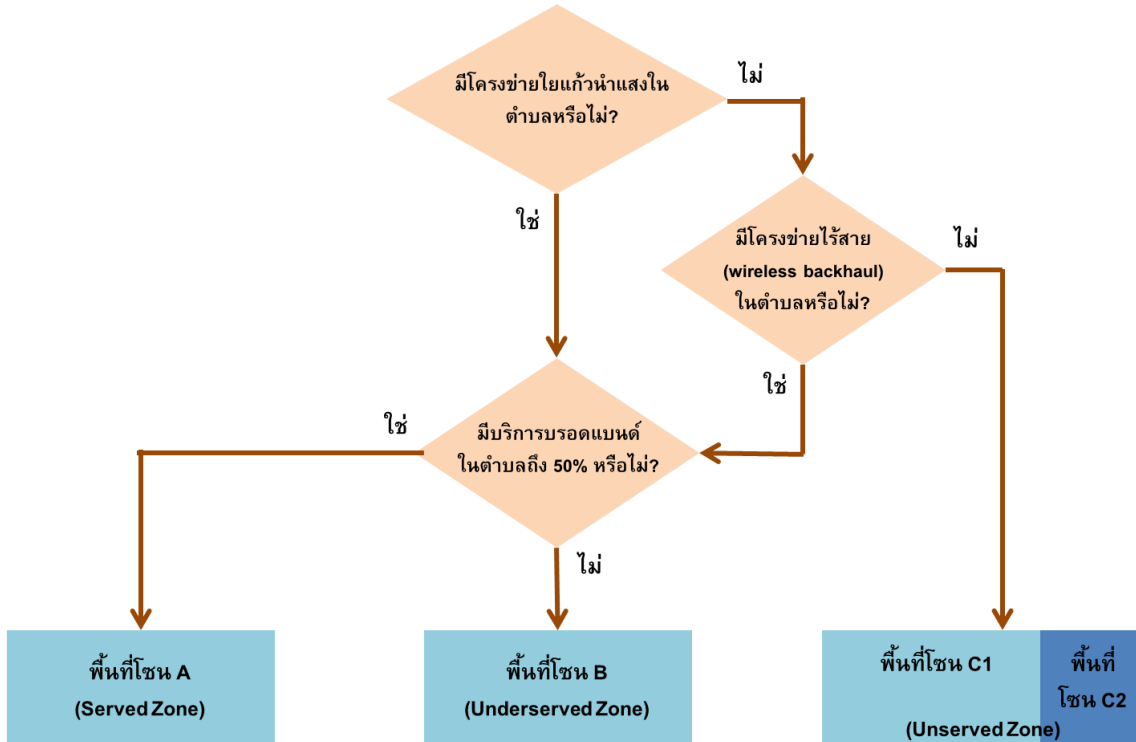 มีโครงข่ายใยแก้วนำแสงใน
ตำบลหรือไม่?
ไม่
ใช่
มีโครงข่ายไร้สาย
(wireless backhaul)
ในตำบลหรือไม่?
ไม่
ใช่
ใช่
มีบริการบรอดแบนด์
ในตำบลถึง 50% หรือไม่?
ไม่
พื้นที่โซน A
(Served Zone)
พื้นที่โซน B
(Underserved Zone)
พื้นที่โซน C1
พื้นที่
โซน C2
(Unserved Zone)